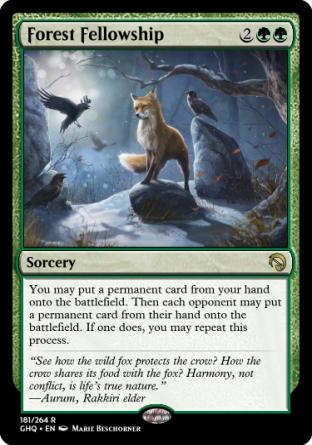 Forest Fellowship 2
Sorcery
You may put a permanent card from your hand
onto the battlefield. Then each opponent may put
a permanent card from their hand onto the
battlefield. If one does, you may repeat this
process.
“See how the wild fox protects the crow? How the
crow shares its food with the fox? Harmony, not
conflict, is life’s true nature.”
—Aurum, Rakkiri elder
181/264 R
GHQ • EN Marie Beschorner